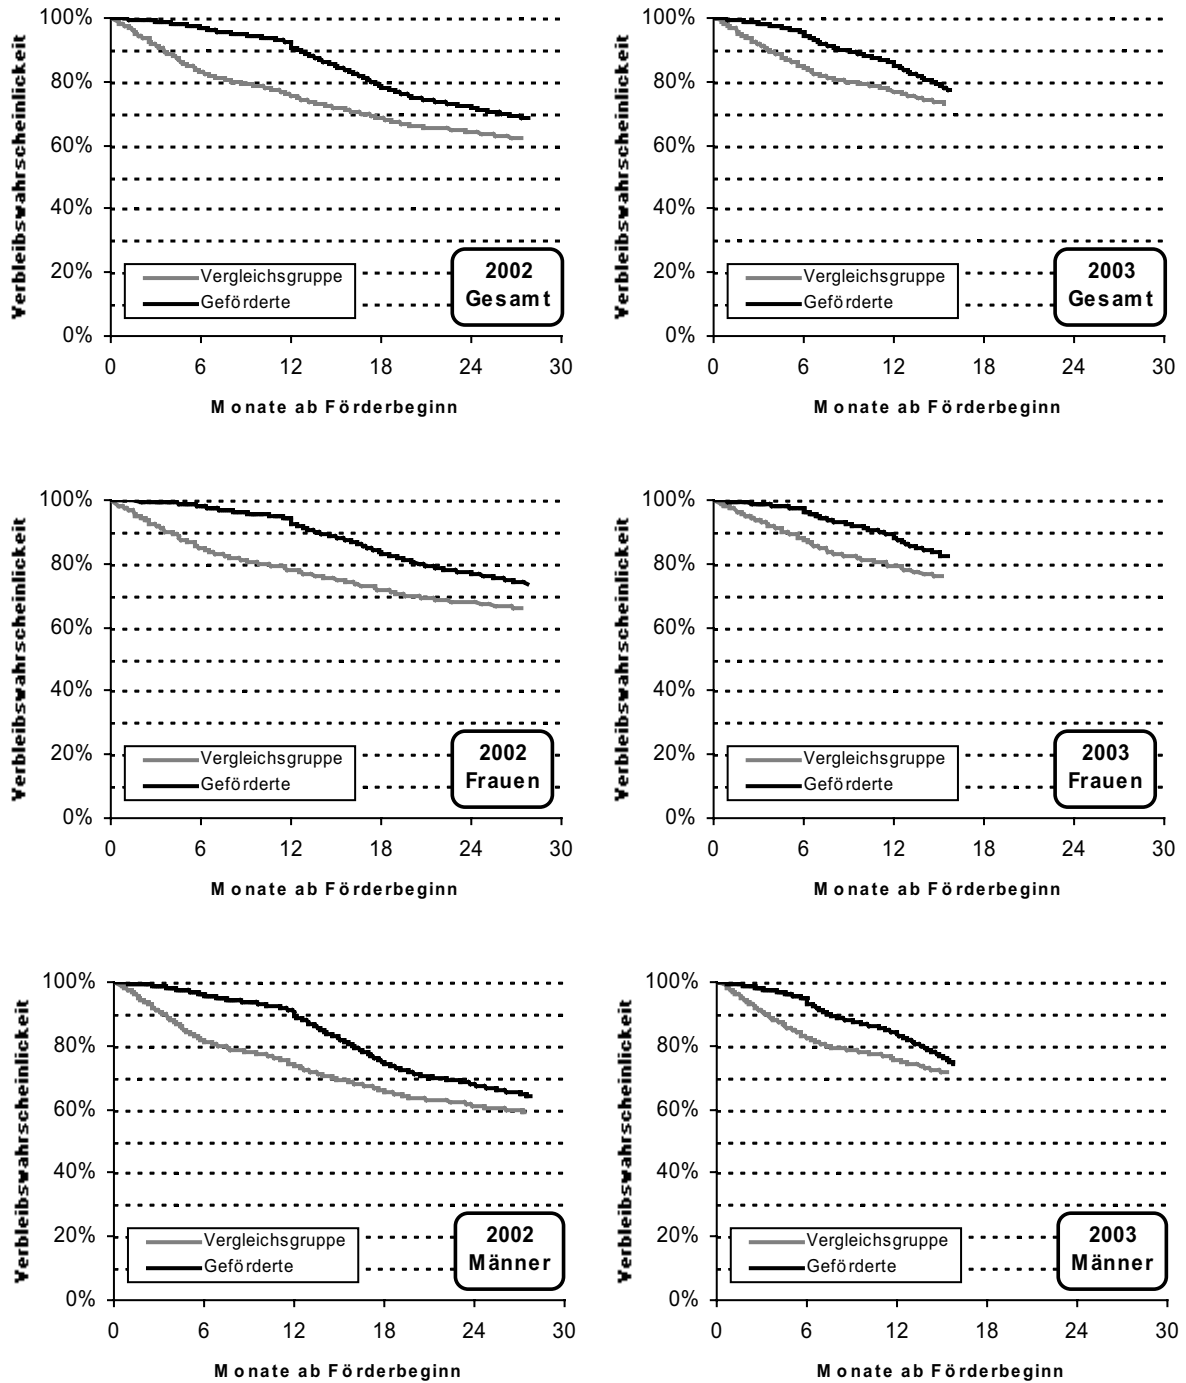 100%
80%
60%
40%
20%
0%
Verbleibswahrscheinlickeit
Vergleichsgruppe
Geförderte
2002
Gesamt
0 6 12 18 24 30
Monate ab Förderbeginn
100%
80%
60%
40%
20%
0%
Verbleibswahrscheinlickeit
Vergleichsgruppe
Geförderte
2003
Gesamt
0 6 12 18 24 30
Monate ab Förderbeginn
100%
80%
60%
40%
20%
0%
Verbleibswahrscheinlickeit
Vergleichsgruppe
Geförderte
2002
Frauen
0 6 12 18 24 30
Monate ab Förderbeginn
100%
80%
60%
40%
20%
0%
Verbleibswahrscheinlickeit
Vergleichsgruppe
Geförderte
2003
Frauen
0 6 12 18 24 30
Monate ab Förderbeginn
100%
80%
60%
40%
20%
0%
Verbleibswahrscheinlickeit
Vergleichsgruppe
Geförderte
2002
Männer
0 6 12 18 24 30
Monate ab Förderbeginn
100%
80%
60%
40%
20%
0%
Verbleibswahrscheinlickeit
Vergleichsgruppe
Geförderte
2003
Männer
0 6 12 18 24 30
Monate ab Förderbeginn